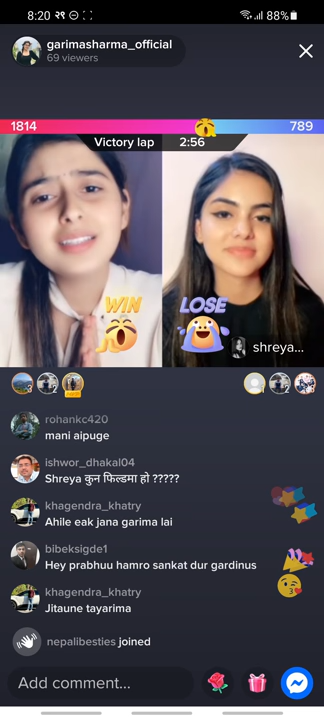 8:20 २९
88%
garimasharma_official
69 viewers
1814
789
Victory lap 2:56
WIN
LOSE
shreya...
rohankc420
mani aipuge
ishwor_dhakal04
Shreya कुन फिल्डमा हो ?????
khagendra_khatry
Ahile eak jana garima lai
bibeksigde1
Hey prabhuu hamro sankat dur gardinus
khagendra_khatry
Jitaune tayarima
nepalibesties joined
Add comment...